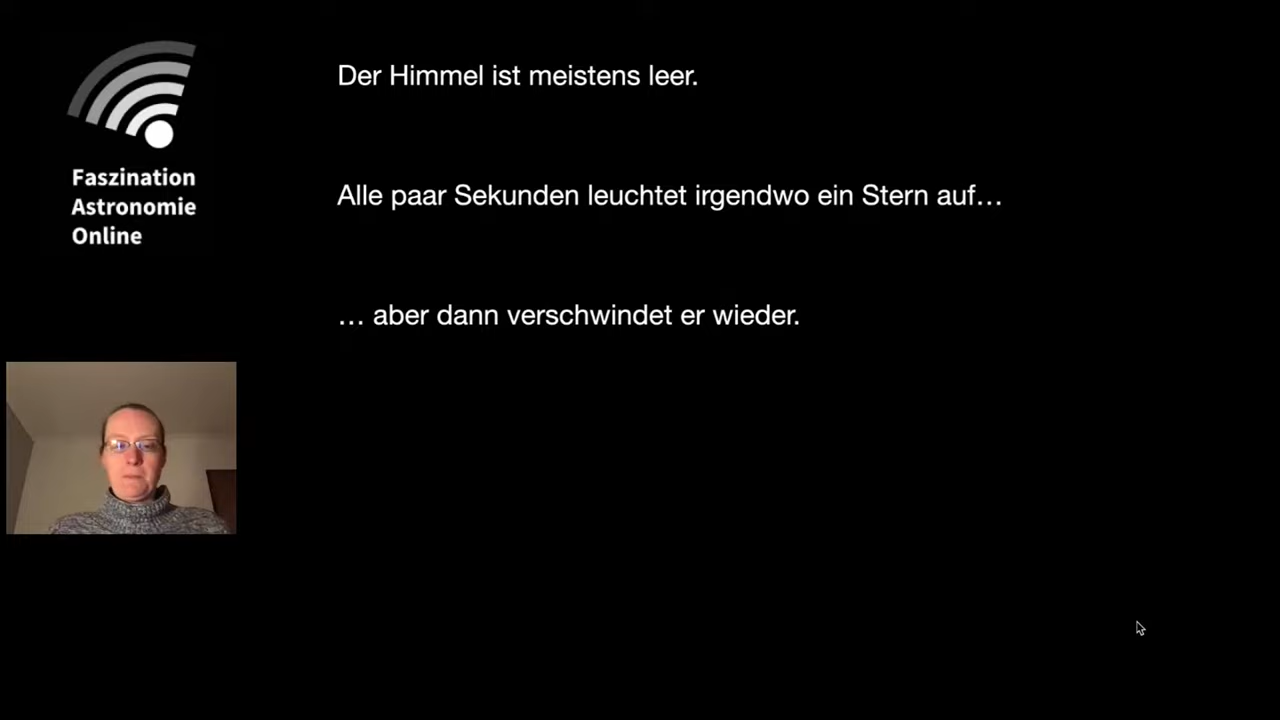 Faszination
Astronomie
Online
Der Himmel ist meistens leer.
Alle paar Sekunden leuchtet irgendwo ein Stern auf…
… aber dann verschwindet er wieder.